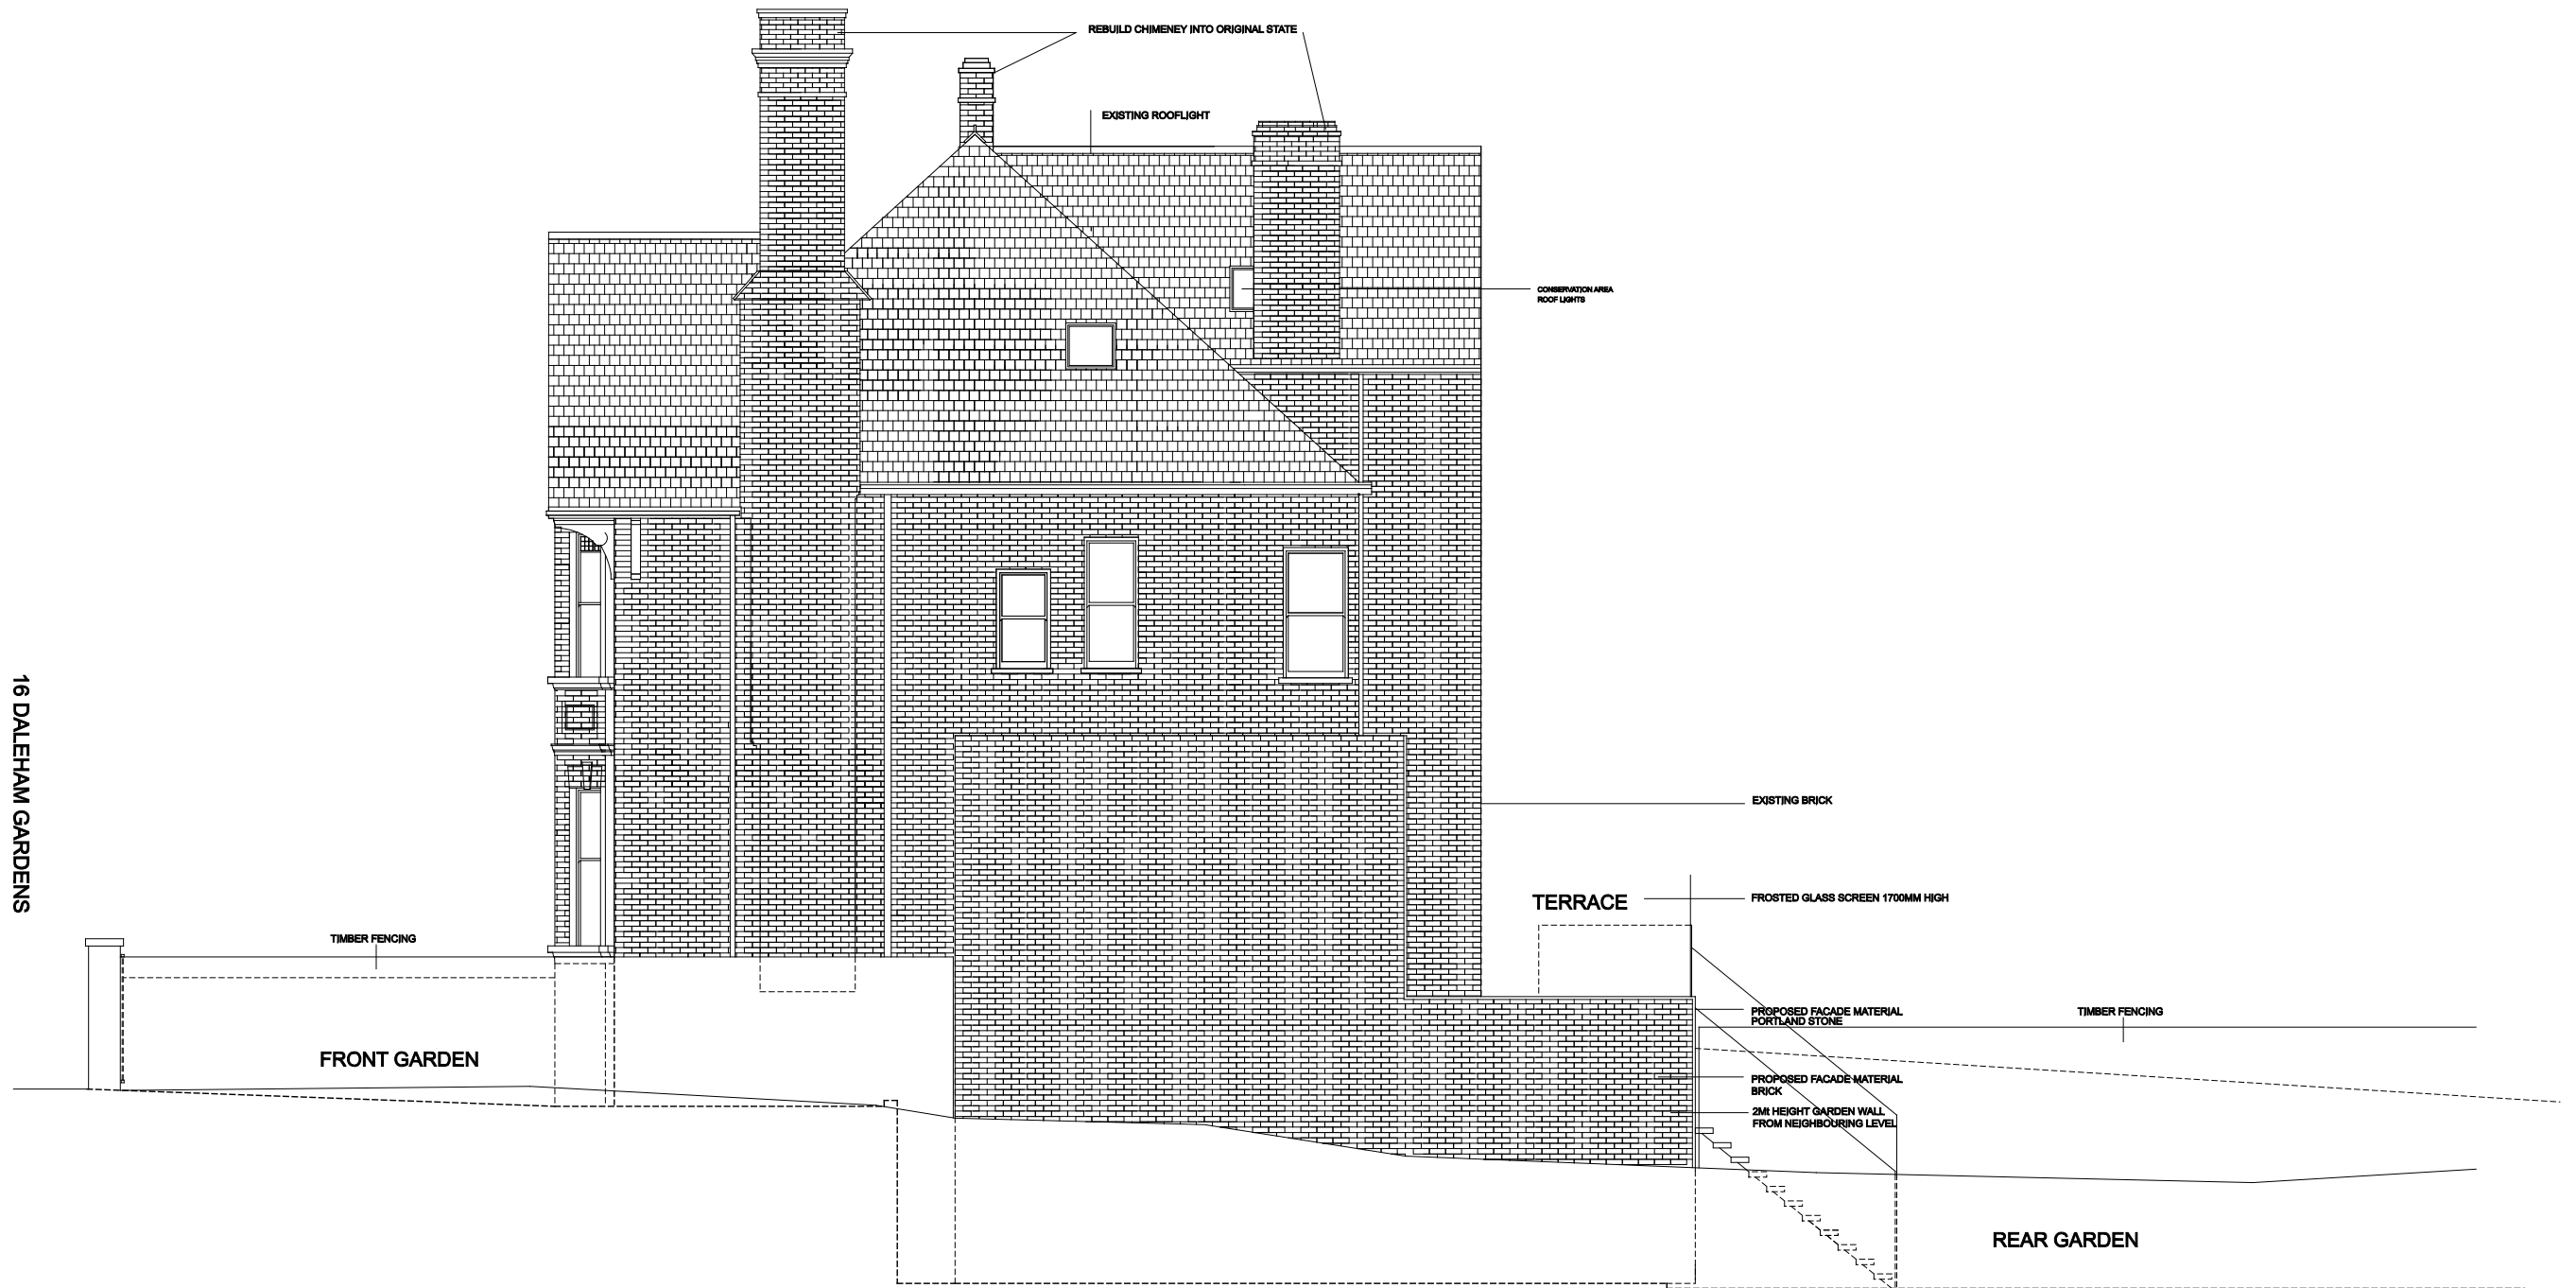 REBUILD CHIMENEY INTO ORIGINAL STATE
EXISTING ROOFLIGHT
CONSERVATION AREA
ROOF LIGHTS
16 DALEHAM GARDENS
EXISTING BRICK
TERRACE
FROSTED GLASS SCREEN 1700MM HIGH
TIMBER FENCING
PROPOSED FACADE MATERIAL
PORTLAND STONE
TIMBER FENCING
FRONT GARDEN
PROPOSED FACADE MATERIAL
BRICK
2Mt HEIGHT GARDEN WALL
FROM NEIGHBOURING LEVEL
REAR GARDEN